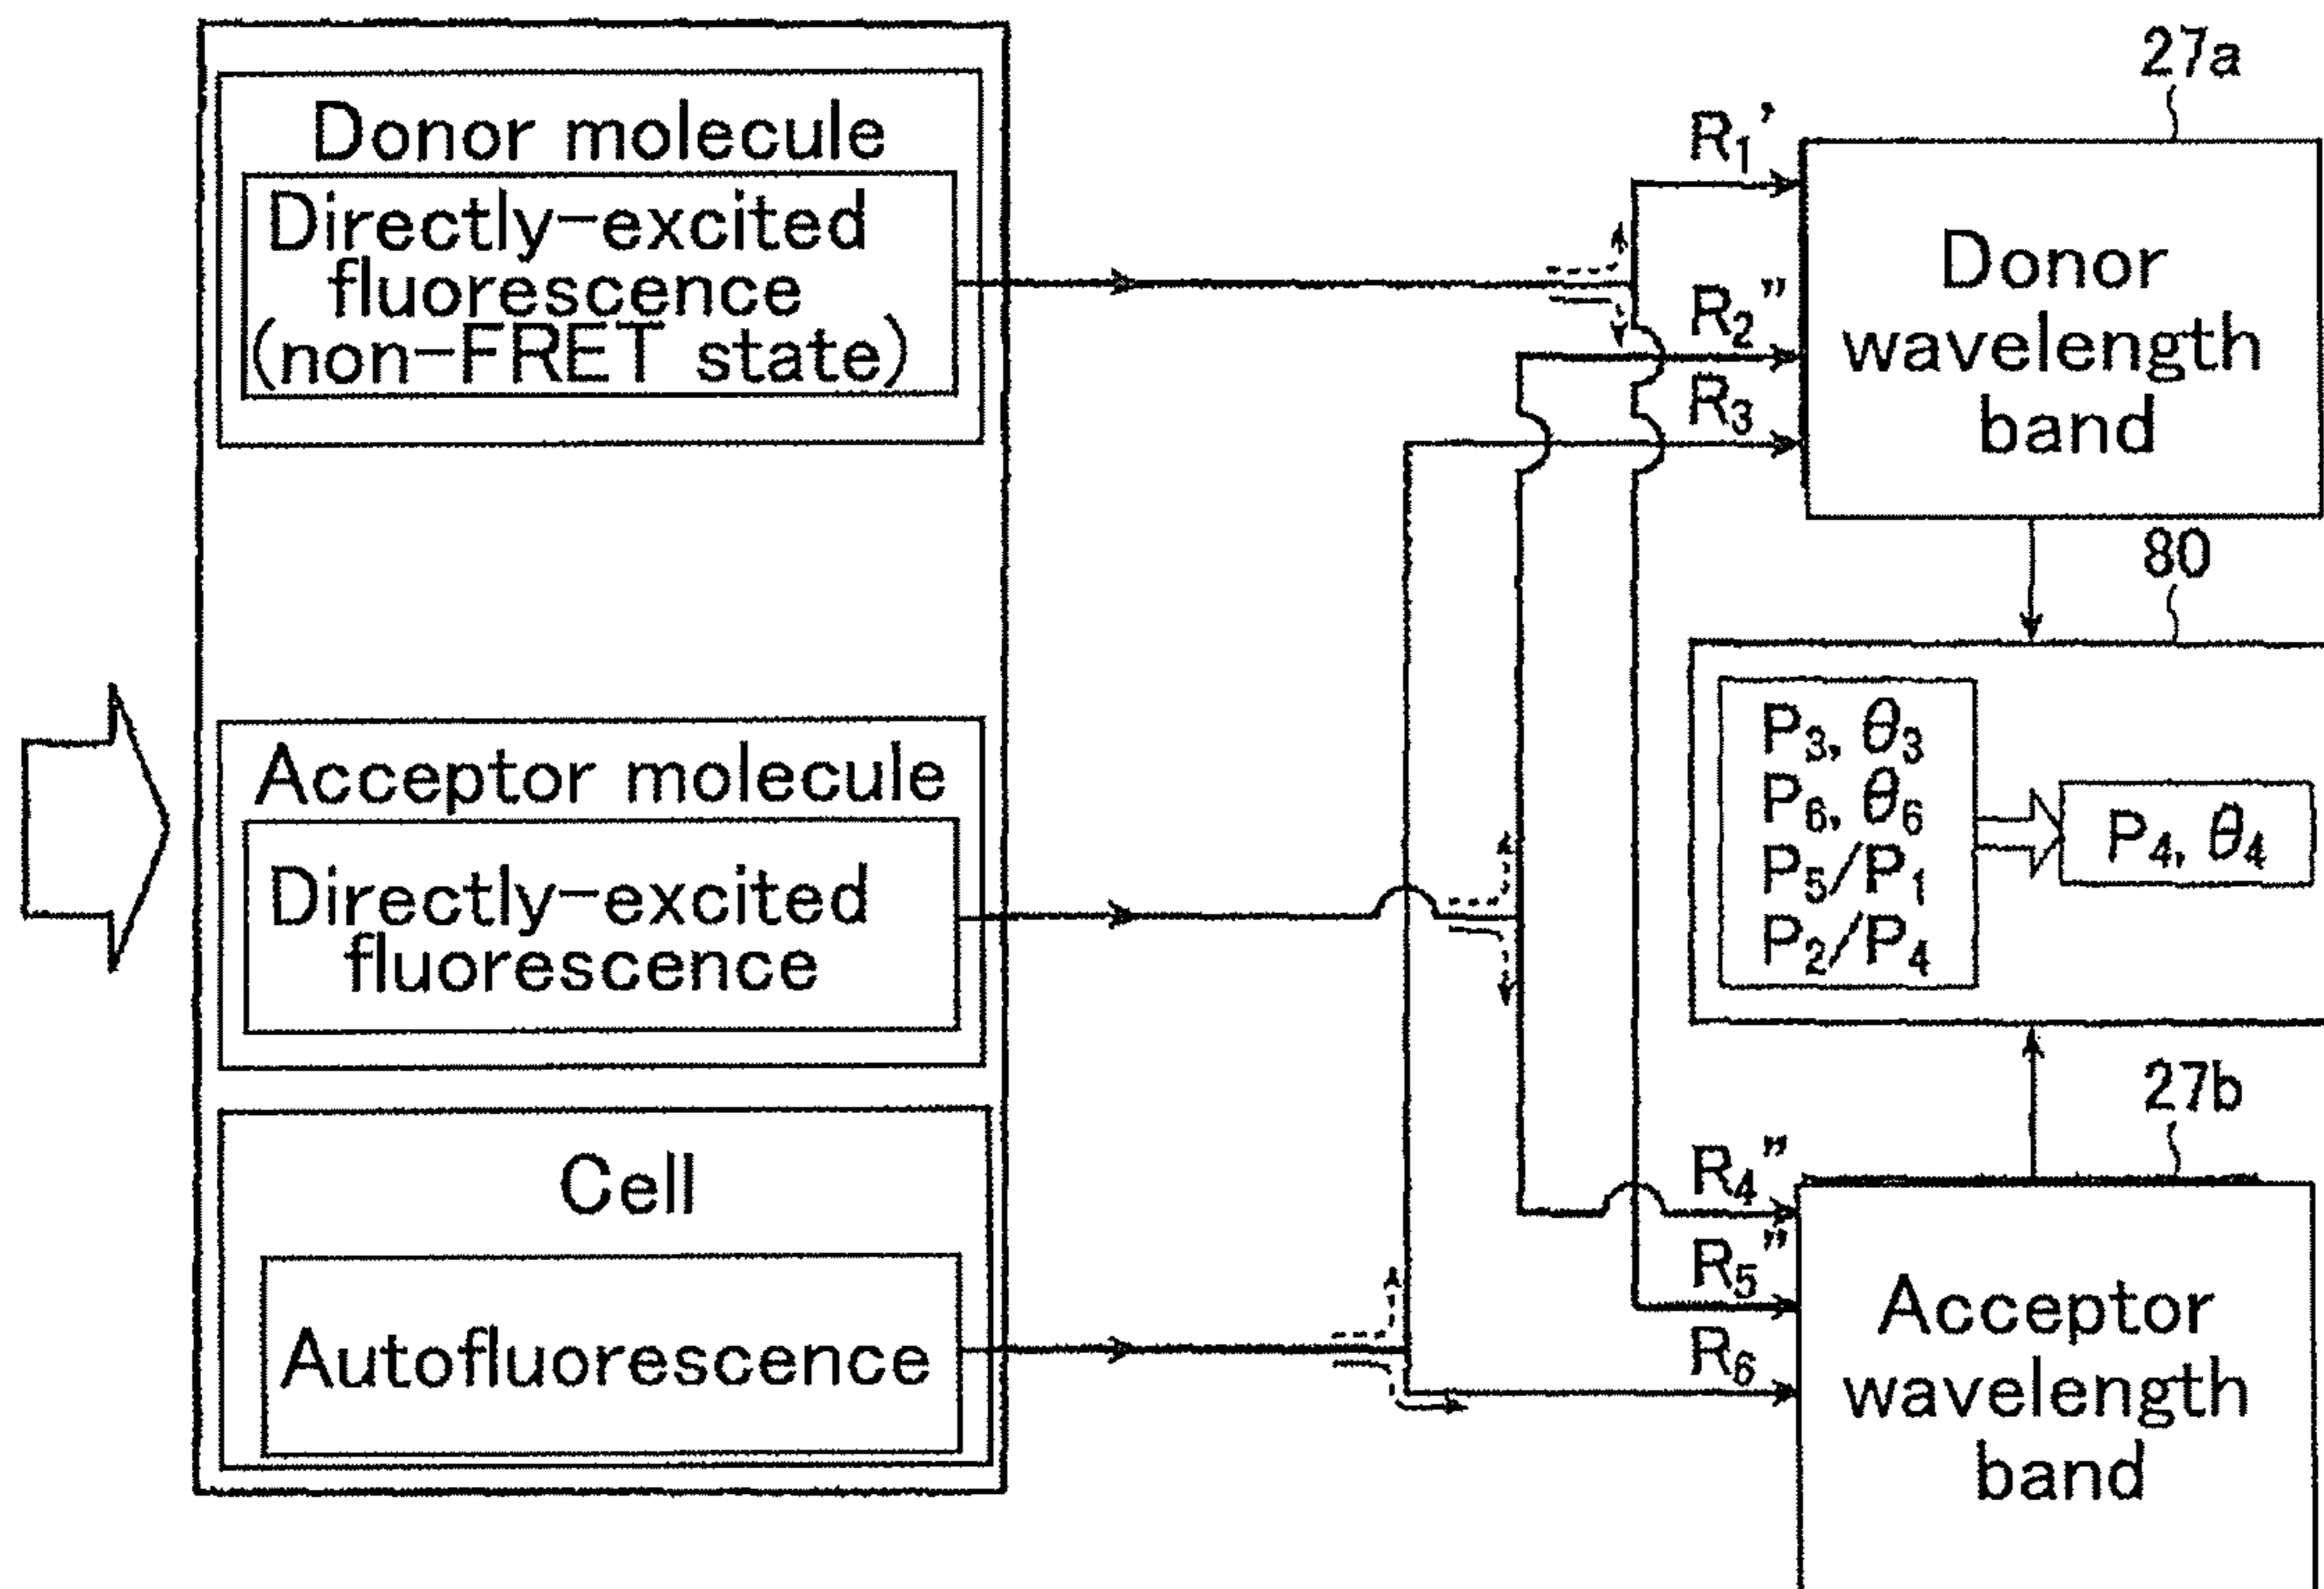 Donor molecule
Directly-excited
fluorescence
(non-FRET state)
Acceptor molecule
Directly-excited
fluorescence
Cell
Autofluorescence
R₁’
R₂”
R₃
27a
Donor
wavelength
band
80
P₃, θ₃
P₆, θ₆
P₅/P₁
P₂/P₄
P₄, θ₄
27b
R₄”
R₅”
R₆
Acceptor
wavelength
band